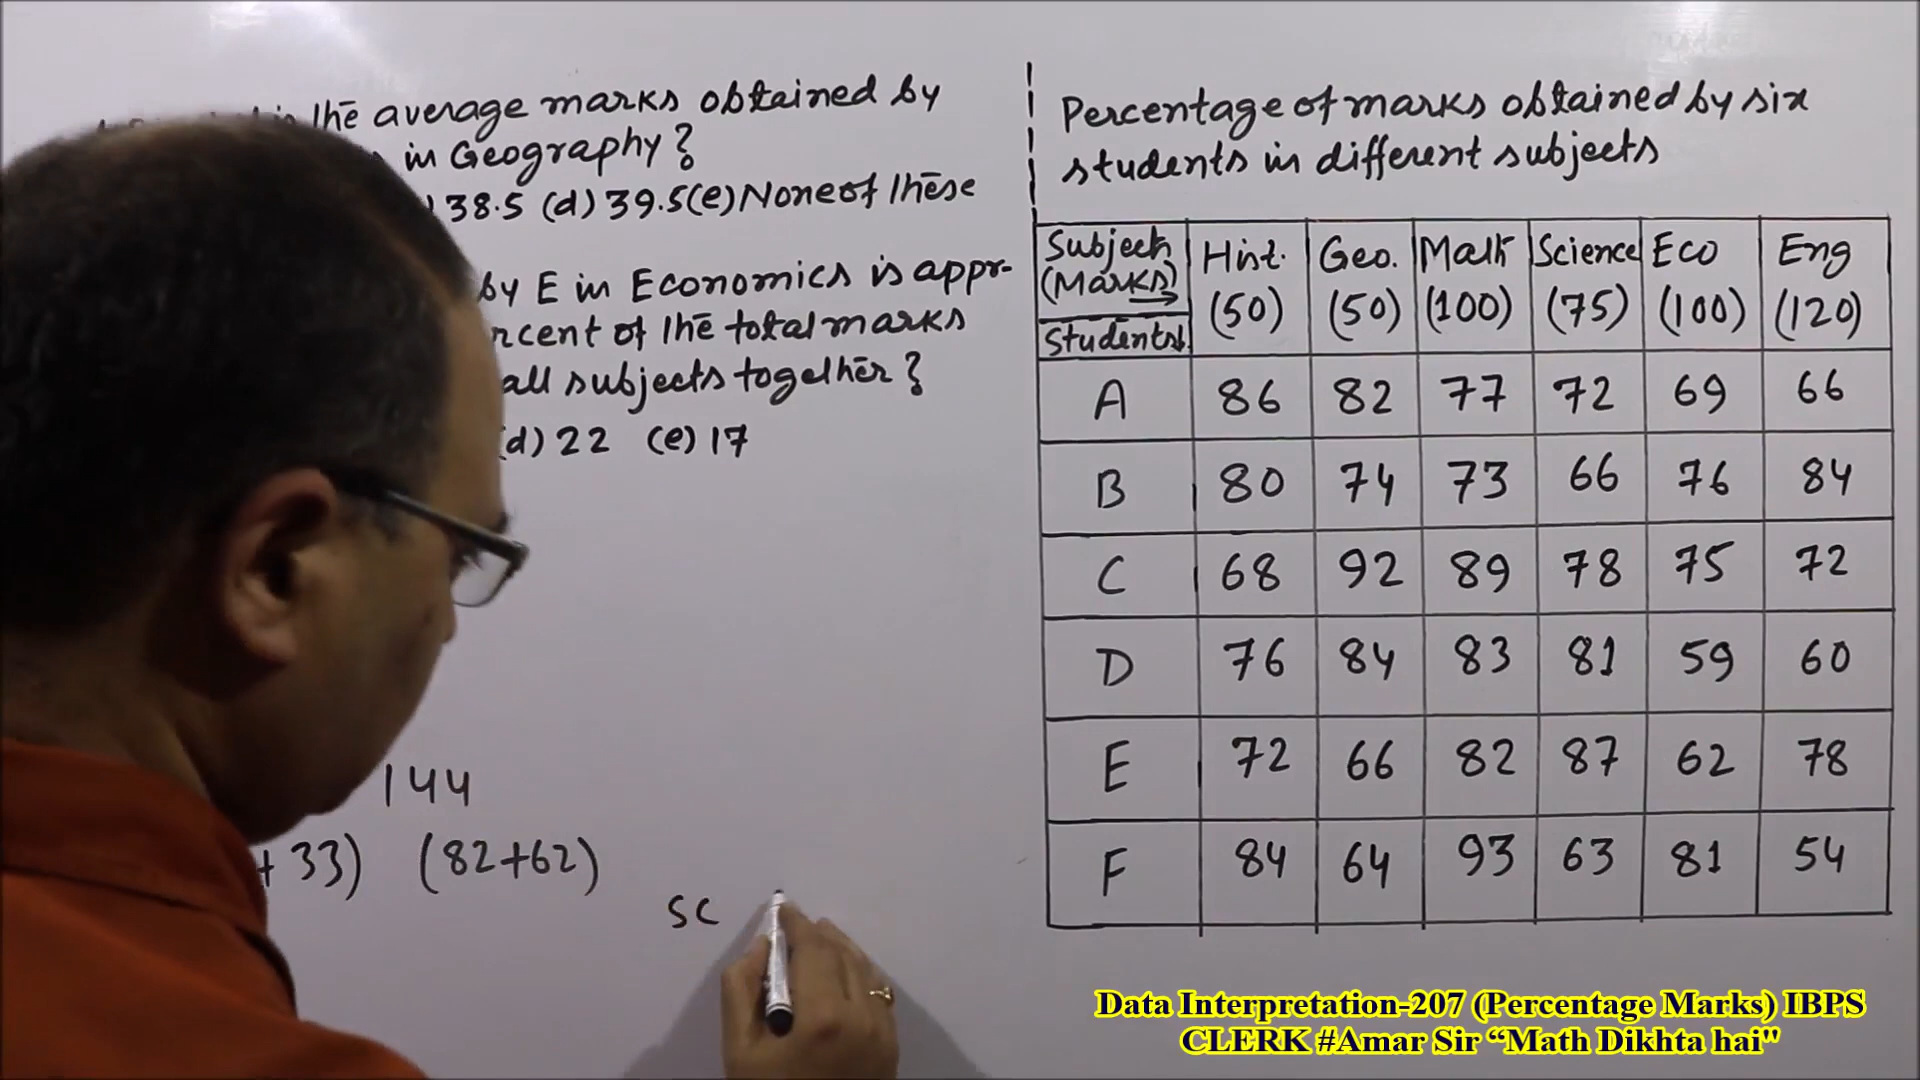 the average marks obtained by
in Geography?
38.5 (d) 39.5 (e) None of these
by E in Economics is appr-
rcent of the total marks
all subjects together?
(d) 22 (e) 17
144
+ 33) (82+62)
SC
Percentage of marks obtained by six
students in different subjects
Subject Hist. Geo. Math Science Eco Eng
(Marks) (50) (50) (100) (75) (100) (120)
Students
A 86 82 77 72 69 66
B 80 74 73 66 76 84
C 68 92 89 78 75 72
D 76 84 83 81 59 60
E 72 66 82 87 62 78
F 84 64 93 63 81 54
Data Interpretation-207 (Percentage Marks) IBPS
CLERK #Amar Sir “Math Dikhta hai"